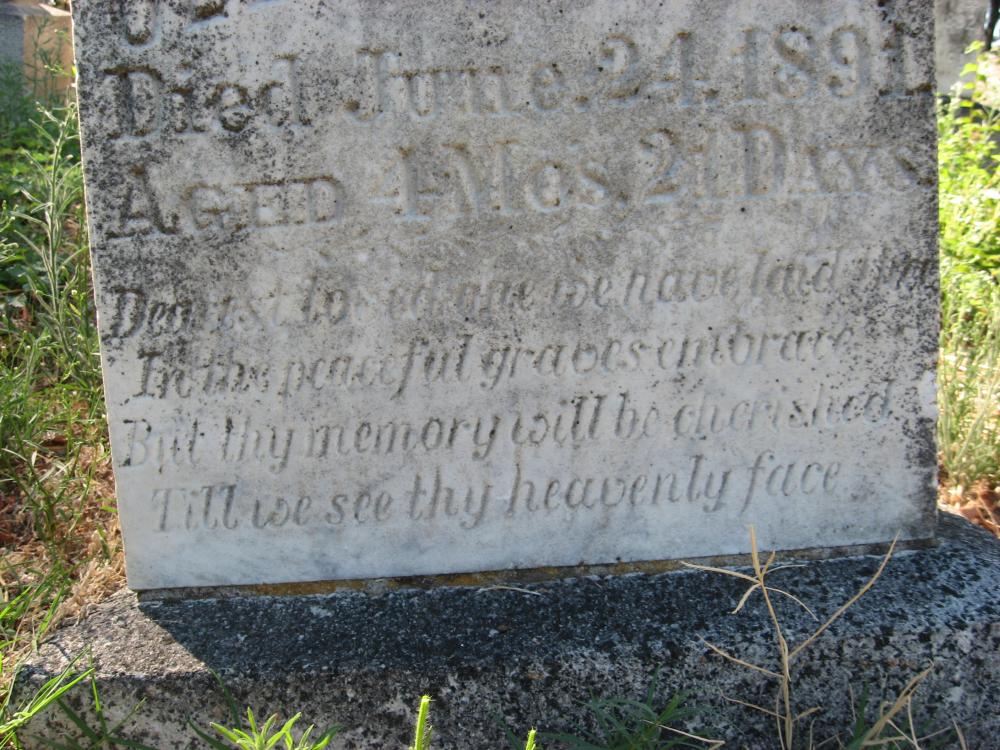 Died June 24, 1891.
AGED 4 Mo's. 21 DAYS
Dearest loved one we have laid thee
In the peaceful graves embrace
But thy memory will be cherished
Till we see thy heavenly face